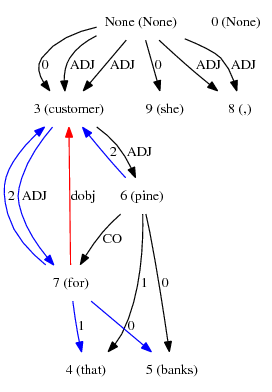 None (None) 0 (None)
0 ADJ ADJ 0 ADJ ADJ
3 (customer) 9 (she) 8 (,)
2 ADJ
2 ADJ dobj 6 (pine)
CO
7 (for) 1 0
1 0
4 (that) 5 (banks)